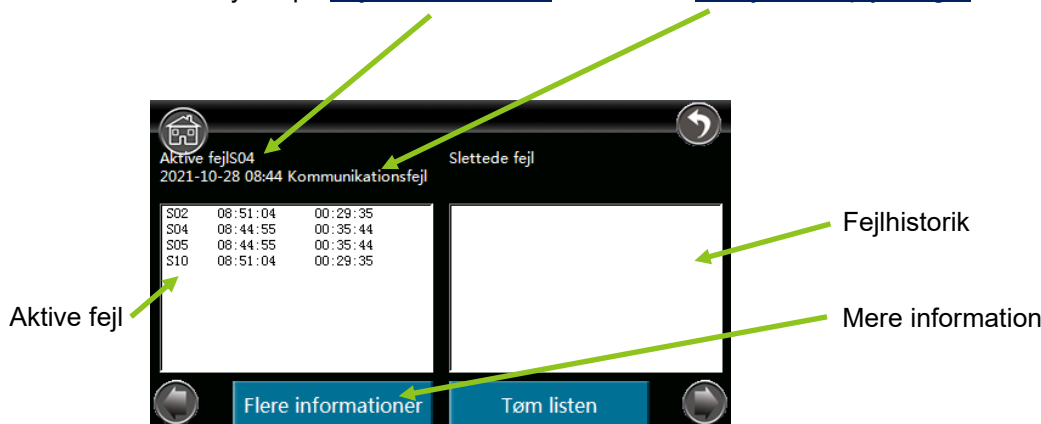 Aktive fejlS04
2021-10-28 08:44 Kommunikationsfejl
Slettede fejl
S02 08:51:04 00:29:35
S04 08:44:55 00:35:44
S05 08:44:55 00:35:44
S10 08:51:04 00:29:35
Fejlhistorik
Aktive fejl
Mere information
Flere informationer
Tøm listen